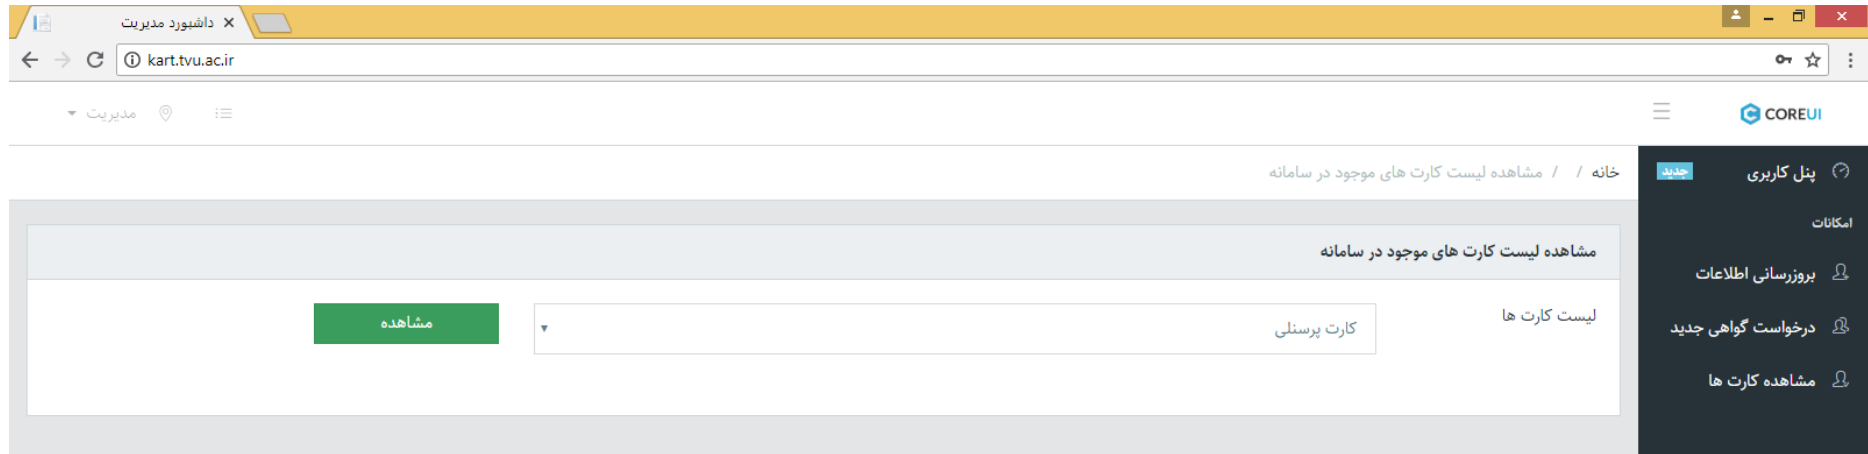 داشبورد مدیریت
kart.tvu.ac.ir
COREUI
مدیریت
پنل کاربری جدید
خانه / / مشاهده لیست کارت های موجود در سامانه
امکانات
مشاهده لیست کارت های موجود در سامانه
بروزرسانی اطلاعات
لیست کارت ها
کارت پرسنلی
مشاهده
درخواست گواهی جدید
مشاهده کارت ها